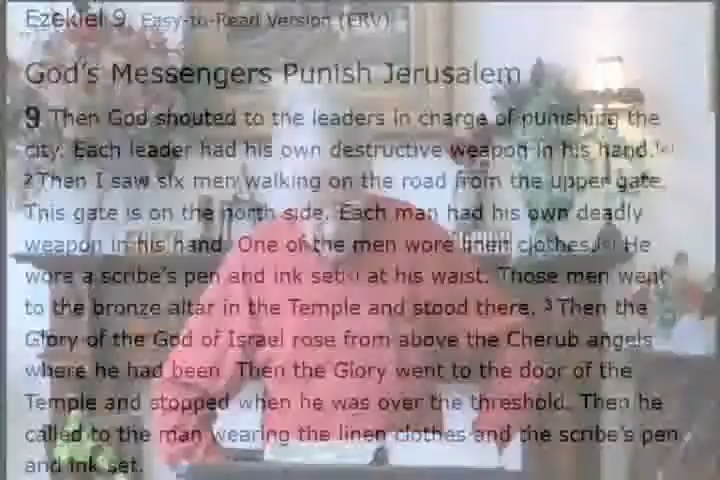 Ezekiel 9 Easy-to-Read Version (ERV)
God's Messengers Punish Jerusalem
9 Then God shouted to the leaders in charge of punishing the
city. Each leader had his own destructive weapon in his hand.[a]
2 Then I saw six men walking on the road from the upper gate.
This gate is on the north side. Each man had his own deadly
weapon in his hand. One of the men wore linen clothes. He
wore a scribe's pen and ink set at his waist. Those men went
to the bronze altar in the Temple and stood there. 3 Then the
Glory of the God of Israel rose from above the Cherub angels
where he had been. Then the Glory went to the door of the
Temple and stopped when he was over the threshold. Then he
called to the man wearing the linen clothes and the scribe's pen
and ink set.